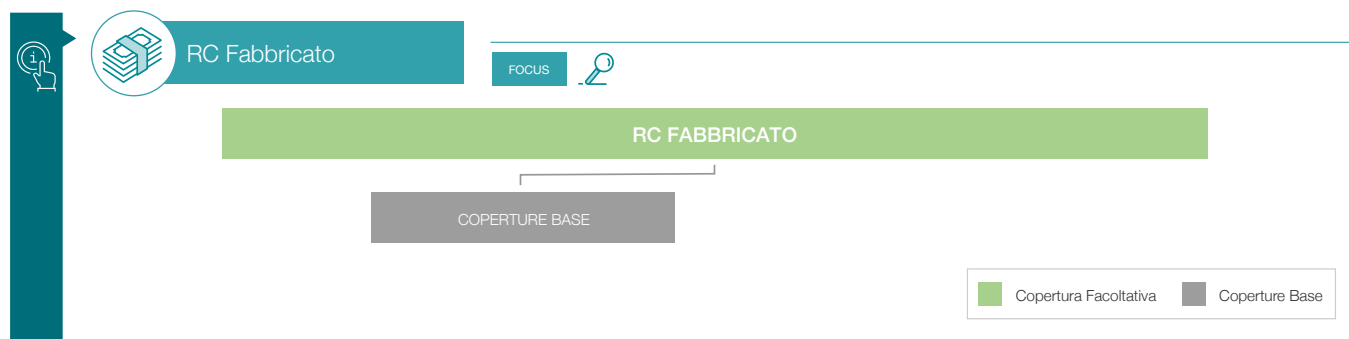 RC Fabbricato
FOCUS
RC FABBRICATO
COPERTURE BASE
Copertura Facoltativa
Coperture Base